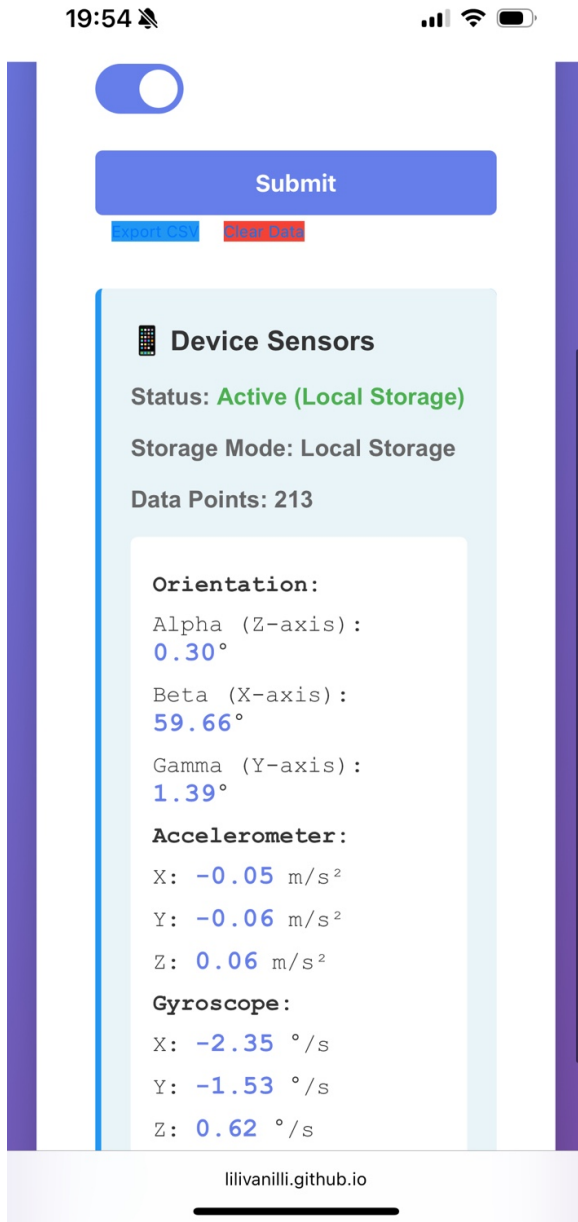 19:54
Submit
Export CSV Clear Data
Device Sensors
Status: Active (Local Storage)
Storage Mode: Local Storage
Data Points: 213
Orientation:
Alpha (Z-axis):
0.30°
Beta (X-axis):
59.66°
Gamma (Y-axis):
1.39°
Accelerometer:
X: -0.05 m/s²
Y: -0.06 m/s²
Z: 0.06 m/s²
Gyroscope:
X: -2.35 °/s
Y: -1.53 °/s
Z: 0.62 °/s
lilivanilli.github.io